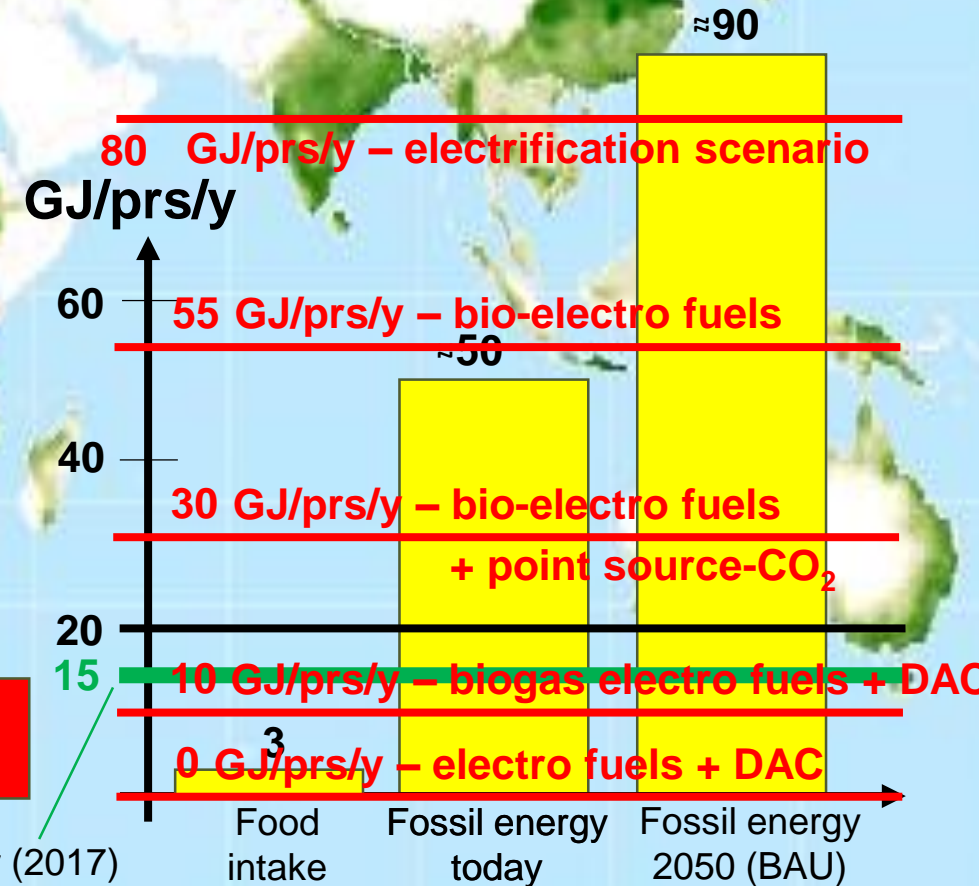 ≈90
80 GJ/prs/y – electrification scenario
GJ/prs/y
60
55 GJ/prs/y – bio-electro fuels
≈50
40
30 GJ/prs/y – bio-electro fuels
+ point source-CO₂
20
15
10 GJ/prs/y – biogas electro fuels + DAC
3
0 GJ/prs/y – electro fuels + DAC
Food
intake
Fossil energy
today
Fossil energy
2050 (BAU)
(2017)